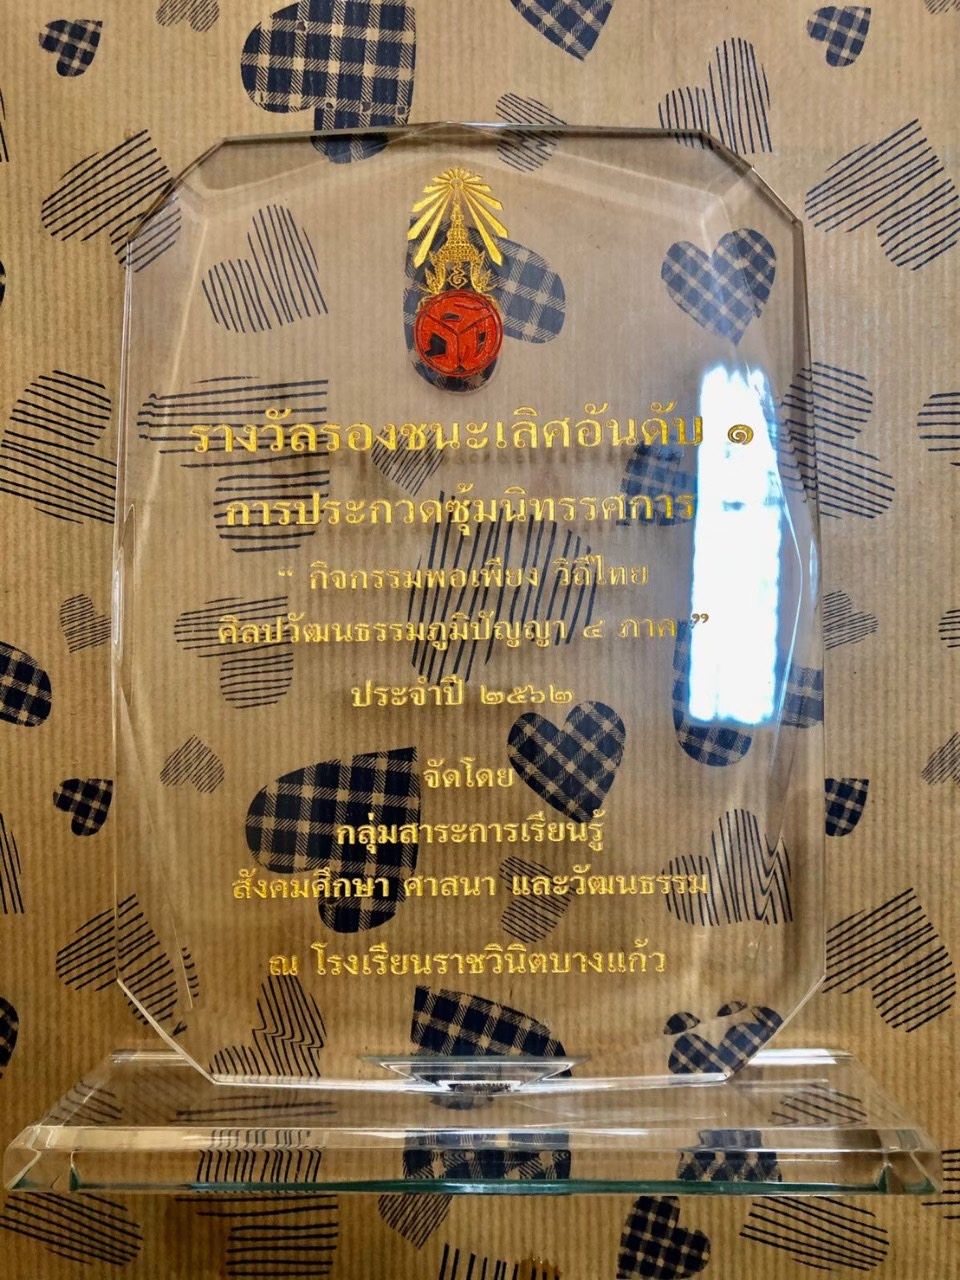 รางวัลรองชนะเลิศอันดับ ๑
การประกวดซุ้มนิทรรศการ
“ กิจกรรมพอเพียง วิถีไทย
ศิลปวัฒนธรรมภูมิปัญญา ๔ ภาค ”
ประจำปี ๒๕๖๒
จัดโดย
กลุ่มสาระการเรียนรู้
สังคมศึกษา ศาสนา และวัฒนธรรม
ณ โรงเรียนราชวินิตบางแก้ว